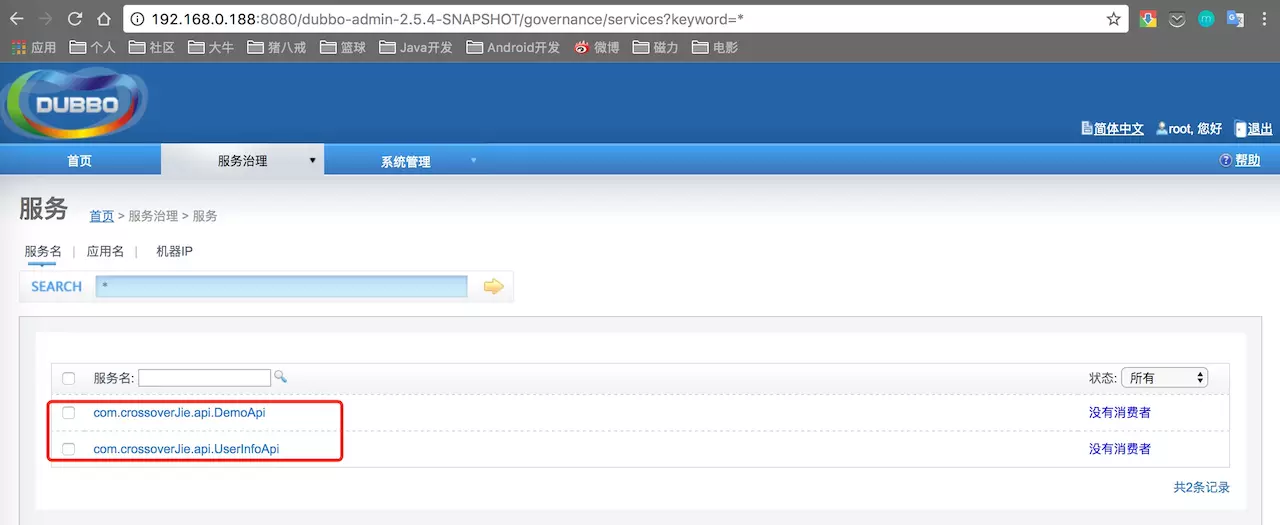 192.168.0.188:8080/dubbo-admin-2.5.4-SNAPSHOT/governance/services?keyword=*
应用 个人 社区 大牛 猪八戒 篮球 Java开发 Android开发 微博 磁力 电影
DUBBO
简体中文 root, 您好 退出
首页 服务治理 系统管理 帮助
服务 首页 > 服务治理 > 服务
服务名 | 应用名 | 机器IP
SEARCH *
服务名: 状态: 所有
com.crossoverJie.api.DemoApi 没有消费者
com.crossoverJie.api.UserInfoApi 没有消费者
共2条记录